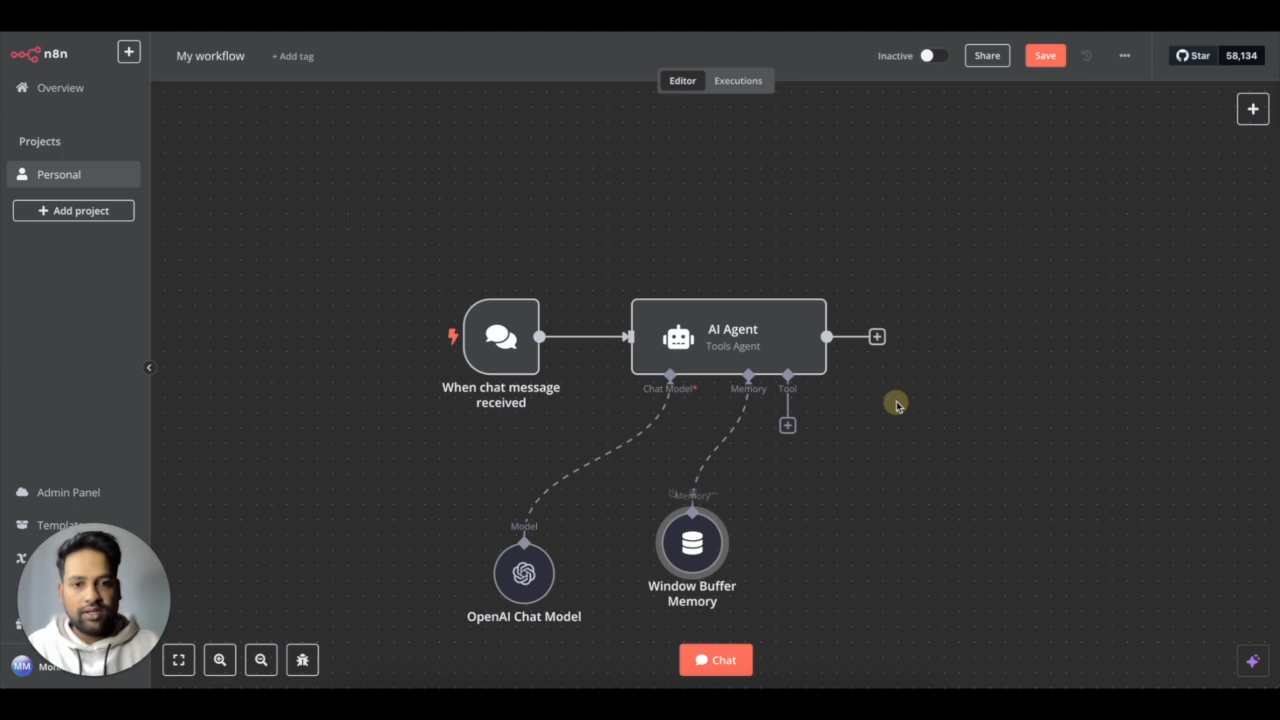 n8n
My workflow
+ Add tag
Inactive
Share
Save
Star
58,134
Editor
Executions
Overview
Projects
Personal
Add project
When chat message
received
AI Agent
Tools Agent
Chat Model*
Memory
Tool
Memory
Model
OpenAI Chat Model
Window Buffer
Memory
Admin Panel
MM
Chat